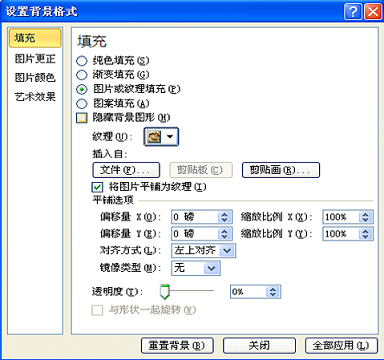 设置背景格式
填充
图片更正
图片颜色
艺术效果
填充
纯色填充(S)
渐变填充(G)
图片或纹理填充(P)
图案填充(A)
隐藏背景图形(H)
纹理(U):
插入自:
文件(F)... 剪贴板(C) 剪贴画(R)...
将图片平铺为纹理(I)
平铺选项
偏移量 X(O): 0 磅 缩放比例 X(X): 100%
偏移量 Y(E): 0 磅 缩放比例 Y(Y): 100%
对齐方式(L): 左上对齐
镜像类型(M): 无
透明度(T): 0%
与形状一起旋转(W)
重置背景(B) 关闭 全部应用(L)